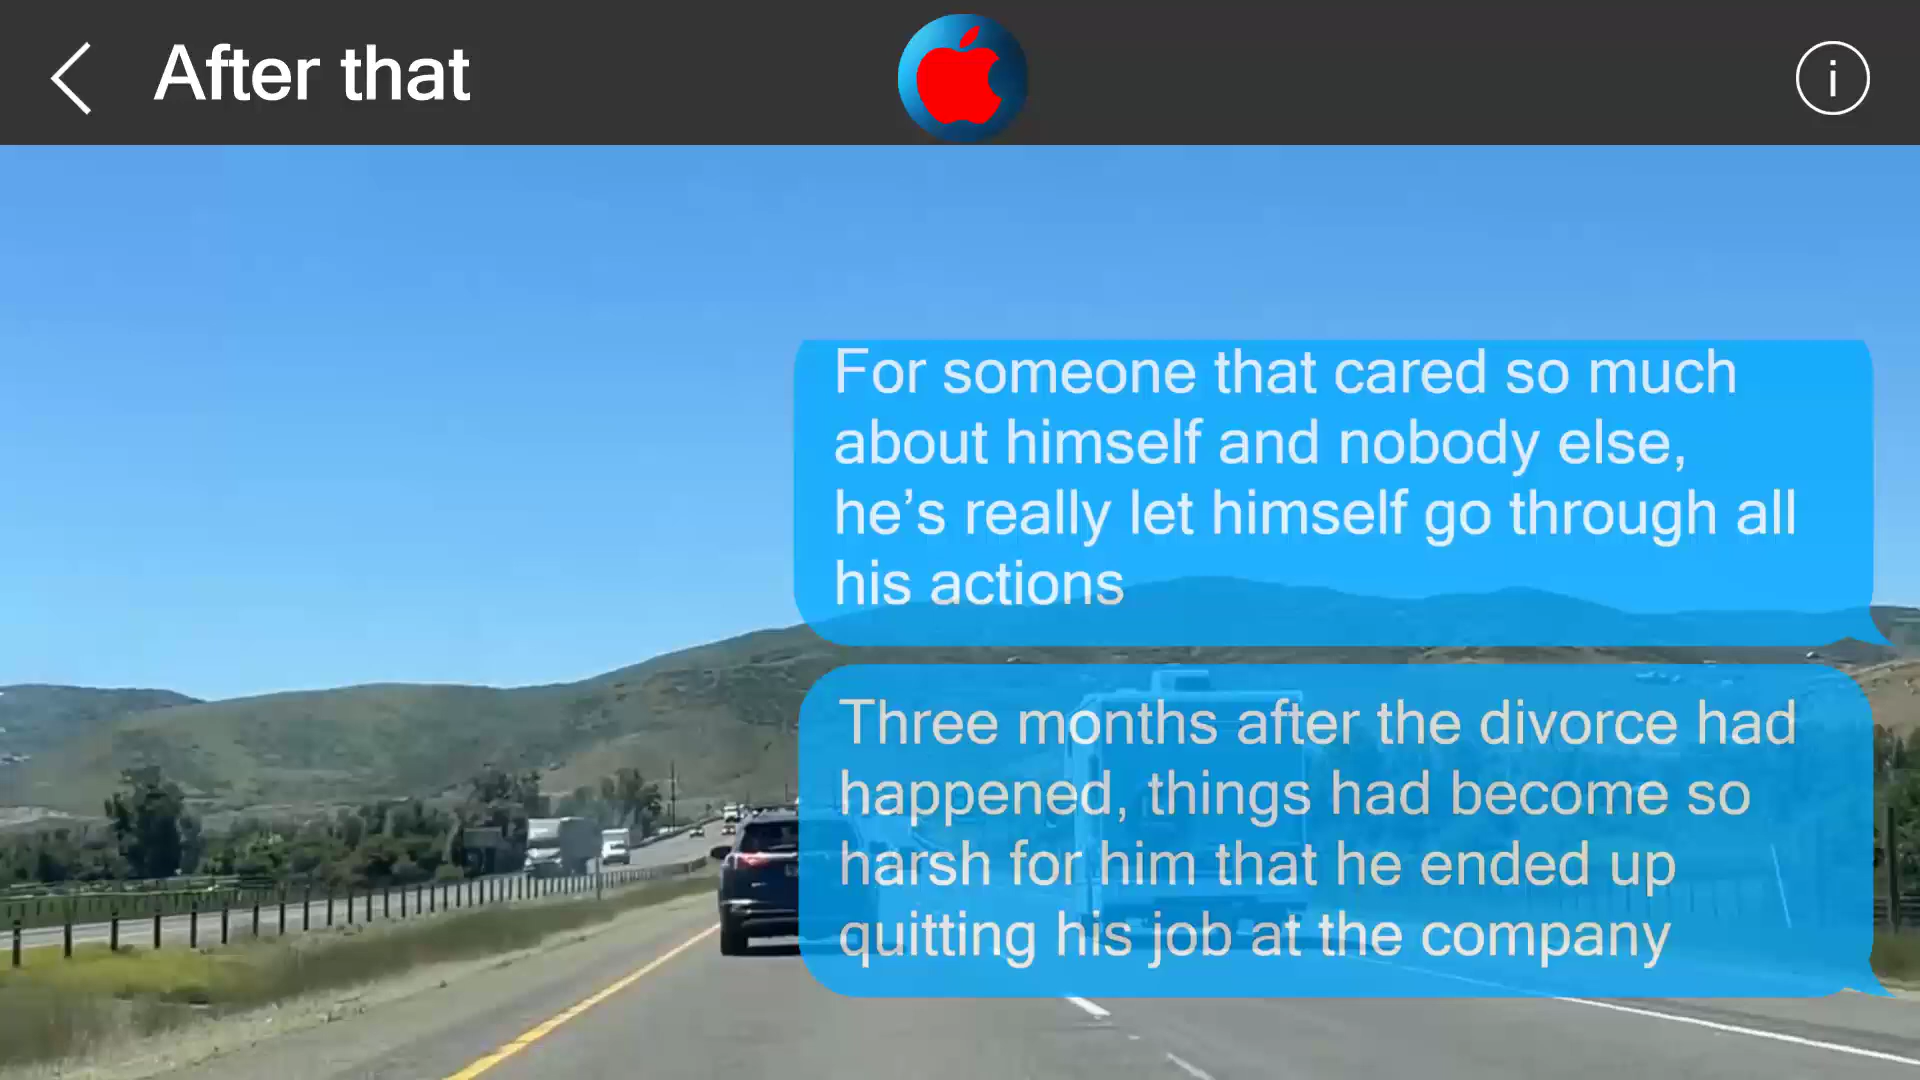 After that
For someone that cared so much
about himself and nobody else,
he’s really let himself go through all
his actions
Three months after the divorce had
happened, things had become so
harsh for him that he ended up
quitting his job at the company